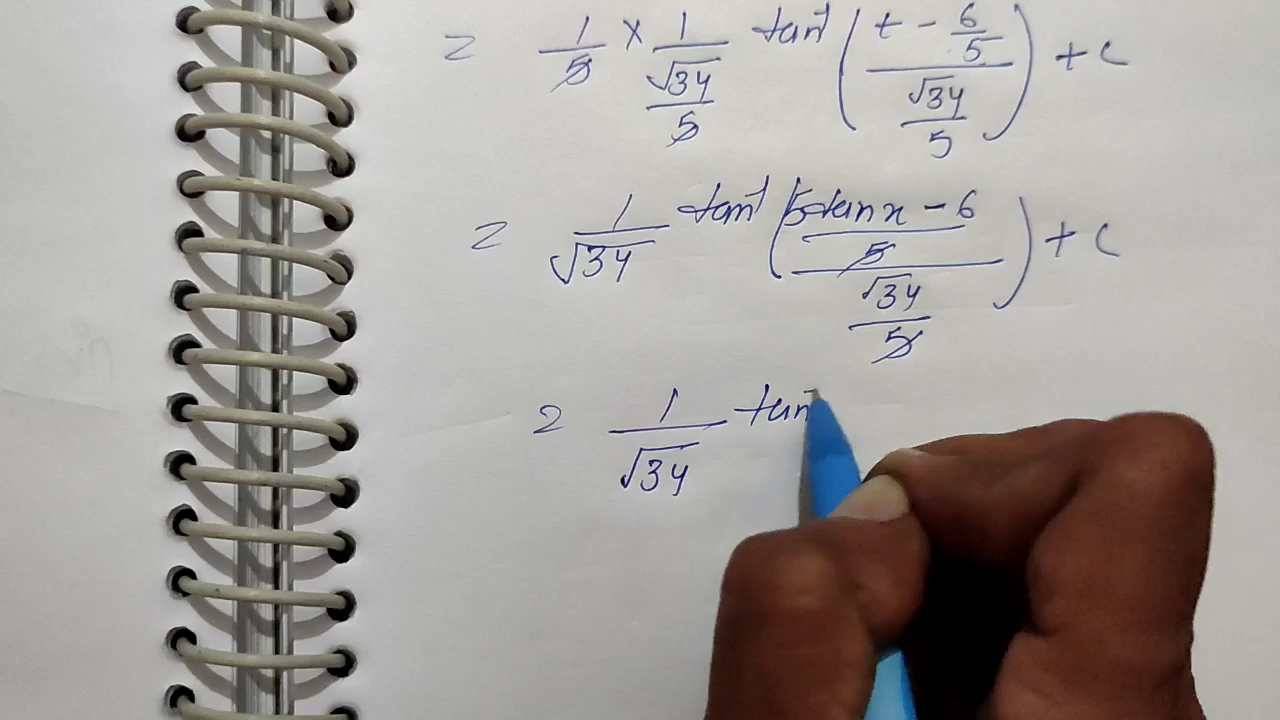 = 1/5 × 1/(√34/5) tan⁻¹((t - 6/5)/(√34/5)) + c
= 1/√34 tan⁻¹(((5tanx - 6)/5)/(√34/5)) + c
= 1/√34 tan⁻